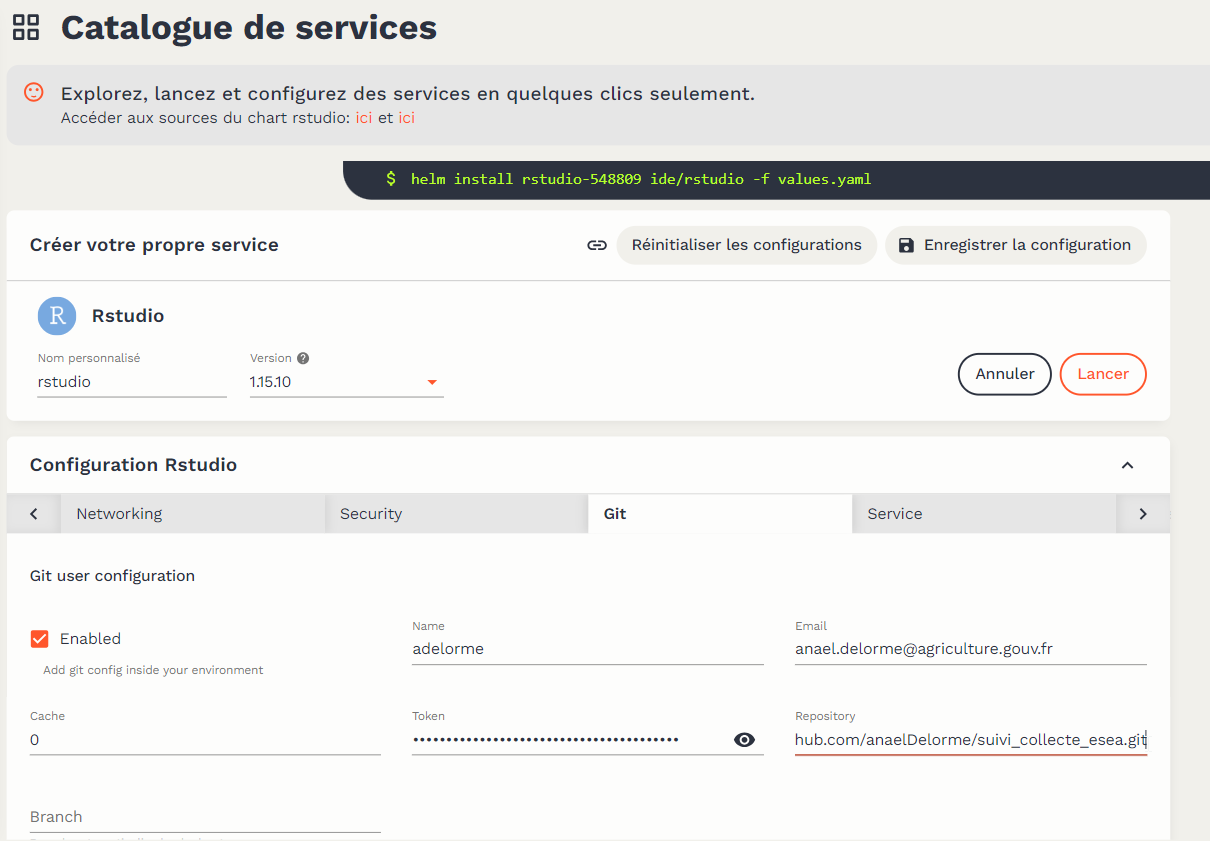 Catalogue de services
Explorez, lancez et configurez des services en quelques clics seulement.
Accéder aux sources du chart rstudio: ici et ici
$ helm install rstudio-548809 ide/rstudio -f values.yaml
Créer votre propre service
Réinitialiser les configurations
Enregistrer la configuration
R
Rstudio
Nom personnalisé
Version ?
rstudio
1.15.10
Annuler
Lancer
Configuration Rstudio
Networking
Security
Git
Service
Git user configuration
Enabled
Add git config inside your environment
Name
adelorme
Email
anael.delorme@agriculture.gouv.fr
Cache
0
Token
••••••••••••••••••••••••••••••••••••••••
Repository
hub.com/anaelDelorme/suivi_collecte_esea.git
Branch